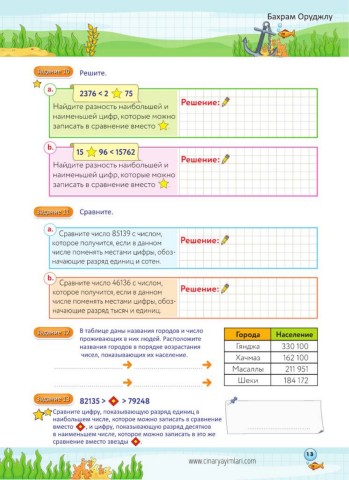 Бахрам Оруджлу
Задание 10
Решите.
a.
2376 < 2 ☆ 75
Найдите разность наибольшей и
наименьшей цифр, которые можно
записать в сравнение вместо ☆.
Решение:
b.
15 ☆ 96 < 15762
Найдите разность наибольшей и
наименьшей цифр, которые можно
записать в сравнение вместо ☆.
Решение:
Задание 11
Сравните.
a.
Сравните число 85139 с числом,
которое получится, если в данном
числе поменять местами цифры, обоз-
начающие разряд единиц и сотен.
Решение:
b.
Сравните число 46136 с числом,
которое получится, если в данном
числе поменять местами цифры, обоз-
начающие разряд тысяч и единиц.
Решение:
Задание 12
В таблице даны названия городов и число
проживающих в них людей. Расположите
названия городов в порядке возрастания
чисел, показывающих их население.
Города Население
Гянджа 330 100
Хачмаз 162 100
Масаллы 211 951
Шеки 184 172
Задание 13
82135 > > 79248
Сравните цифру, показывающую разряд единиц в
наибольшем числе, которое можно записать в сравнение
вместо , и цифру, показывающую разряд десятков
в наименьшем числе, которое можно записать в это же
сравнение вместо звезды .
www.cinaryayimlari.com
13